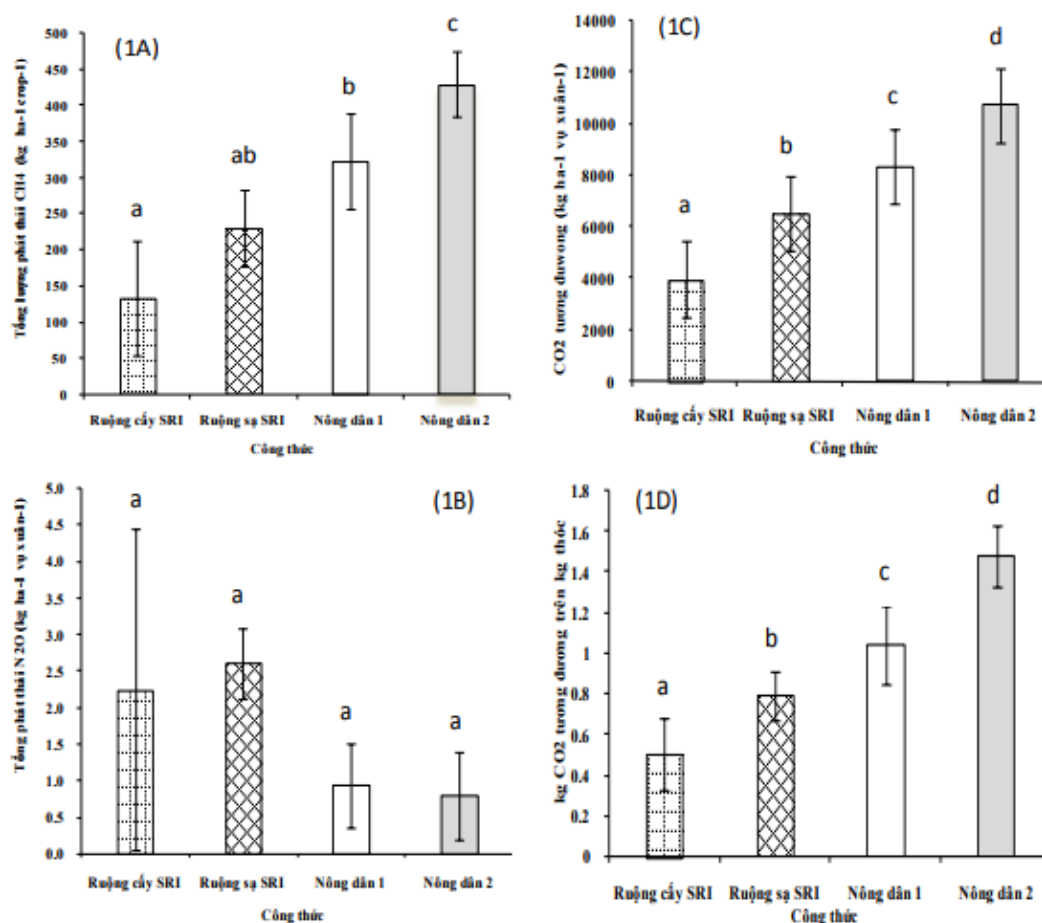 (1A)
Tổng lượng phát thải CH4 (kg ha-1 crop-1)
500
450
400
350
300
250
200
150
100
50
0
a
ab
b
c
Ruộng cấy SRI Ruộng sạ SRI Nông dân 1 Nông dân 2
Công thức
(1C)
CO2 tương đuwong (kg ha-1 vụ xuân-1)
14000
12000
10000
8000
6000
4000
2000
0
a
b
c
d
Ruộng cấy SRI Ruộng sạ SRI Nông dân 1 Nông dân 2
Công thức
(1B)
Tổng phát thải N2O (kg ha-1 vụ xuân-1)
5.0
4.5
4.0
3.5
3.0
2.5
2.0
1.5
1.0
0.5
0.0
a
a
a
a
Ruộng cấy SRI Ruộng sạ SRI Nông dân 1 Nông dân 2
Công thức
(1D)
kg CO2 tương đương trên kg thóc
1.8
1.6
1.4
1.2
1
0.8
0.6
0.4
0.2
0
a
b
c
d
Ruộng cấy SRI Ruộng sạ SRI Nông dân 1 Nông dân 2
Công thức